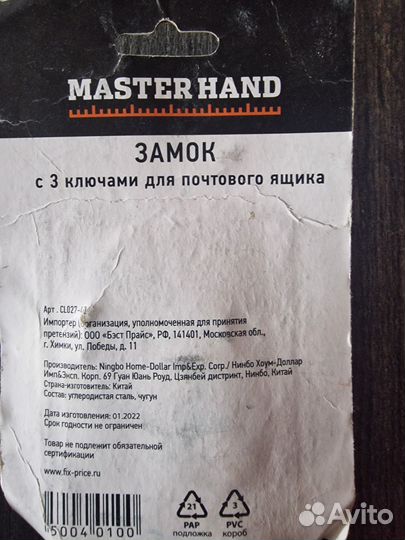 MASTER HAND
ЗАМОК
с 3 ключами для почтового ящика
Арт.
Импортер (организация, уполномоченная для принятия
претензий): ООО «Бэст Прайс», РФ, 141401, Московская обл.,
г. Химки, ул. Победы, д. 11
Производитель: Ningbo Home-Dollar Imp&Exp. Corp./ Нинбо Хоум-Доллар
Имп&Эксп. Корп. 69 Гуан Юань Роуд, Цзянбей дистрикт, Нинбо, Китай
Страна-изготовитель: Китай
Состав: углеродистая сталь, чугун
Дата изготовления: 01.2022
Срок годности не ограничен
Товар не подлежит обязательной
сертификации
www.fix-price.ru
21 3
PAP PVC
подложка короб
5004 0100
Avito